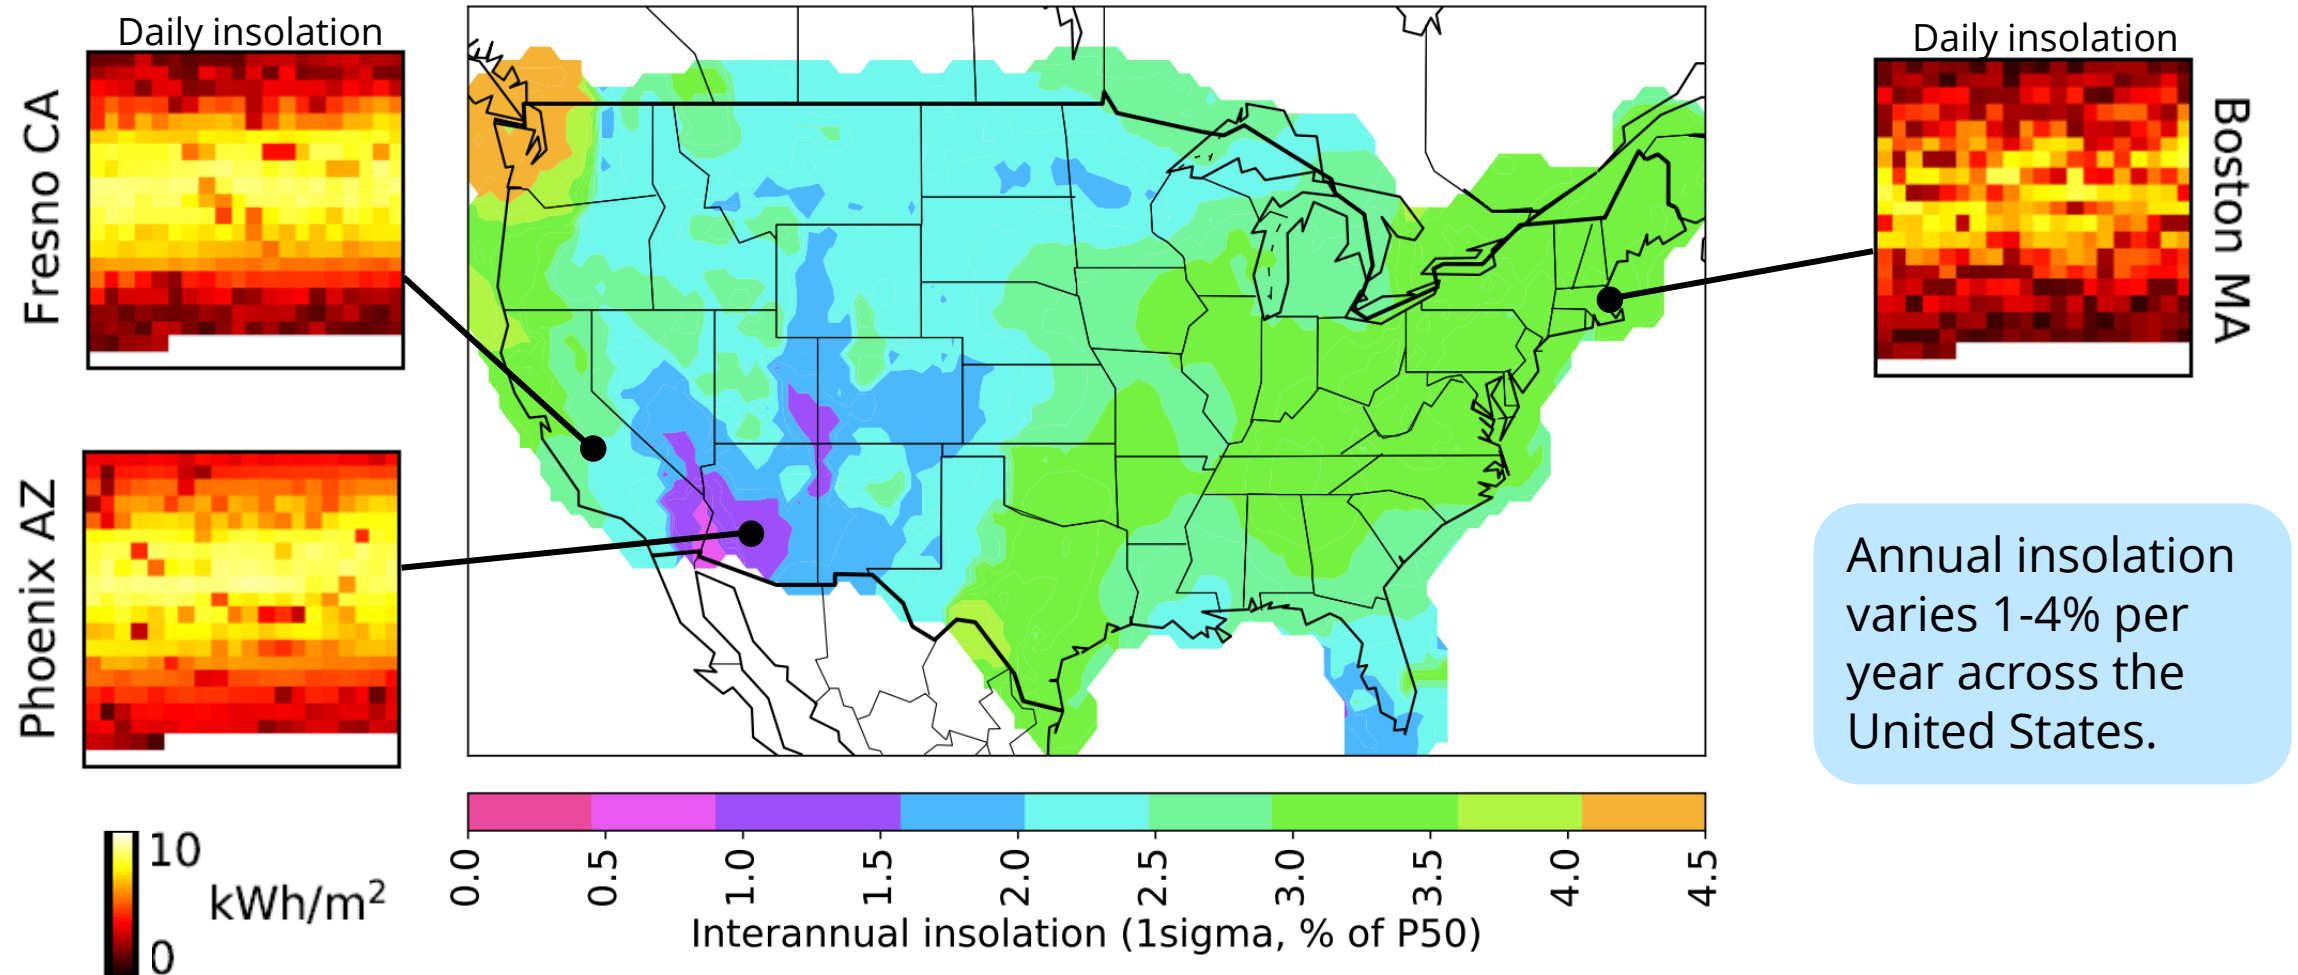 Daily insolation
Fresno CA
Daily insolation
Boston MA
Phoenix AZ
Annual insolation
varies 1-4% per
year across the
United States.
10
kWh/m²
0
0.0
0.5
1.0
1.5
2.0
2.5
3.0
3.5
4.0
4.5
Interannual insolation (1sigma, % of P50)